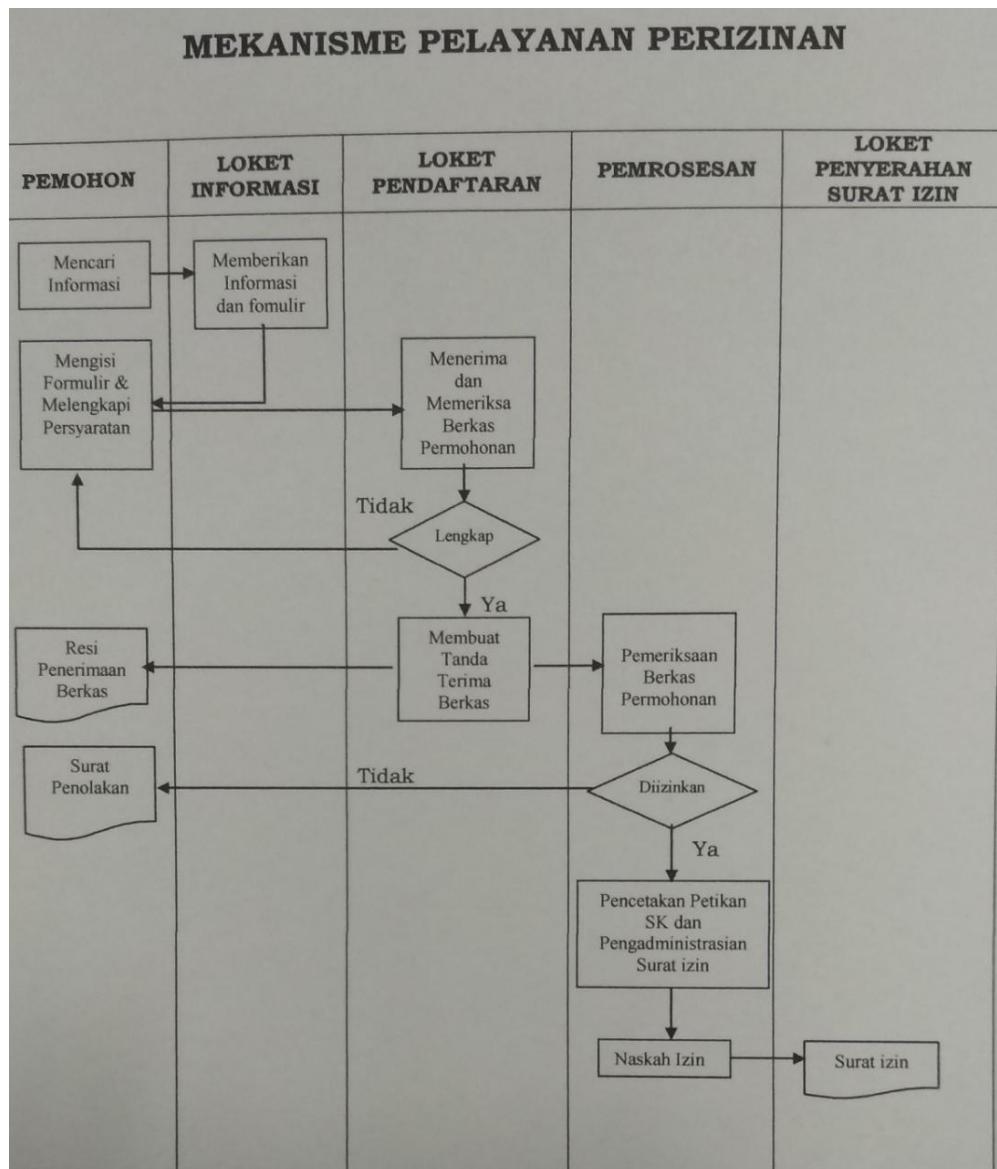 MEKANISME PELAYANAN PERIZINAN
PEMOHON
LOKET
INFORMASI
LOKET
PENDAFTARAN
PEMROSESAN
LOKET
PENYERAHAN
SURAT IZIN
Mencari
Informasi
Memberikan
Informasi
dan fomulir
Mengisi
Formulir &
Melengkapi
Persyaratan
Menerima
dan
Memeriksa
Berkas
Permohonan
Tidak
Lengkap
Ya
Resi
Penerimaan
Berkas
Membuat
Tanda
Terima
Berkas
Pemeriksaan
Berkas
Permohonan
Surat
Penolakan
Tidak
Diizinkan
Ya
Pencetakan Petikan
SK dan
Pengadministrasian
Surat izin
Naskah Izin
Surat izin